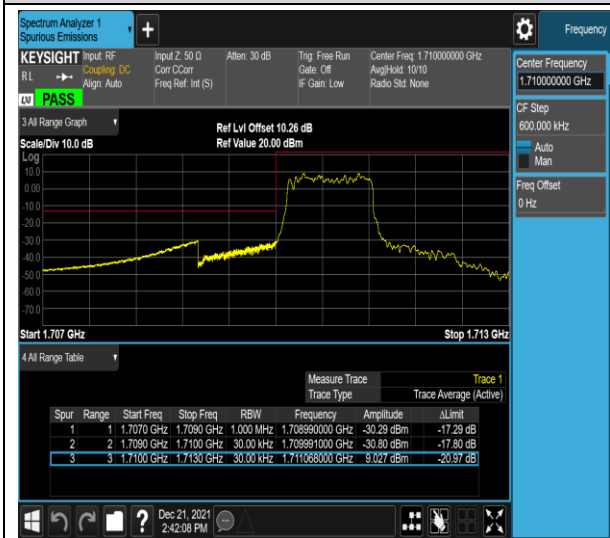 Spectrum Analyzer 1
Spurious Emissions
Frequency
KEYSIGHT Input: RF Input Z: 50 Ω Atten: 30 dB Trig: Free Run Center Freq: 1.710000000 GHz
RL Coupling: DC Corr CCorr Gate: Off Avg|Hold: 10/10
Align: Auto Freq Ref: Int (S) IF Gain: Low Radio Std: None
LNI PASS
Center Frequency
1.710000000 GHz
CF Step
600.000 kHz
Auto
Man
Freq Offset
0 Hz
3 All Range Graph
Ref Lvl Offset 10.26 dB
Scale/Div 10.0 dB Ref Value 20.00 dBm
Log
10.0
0.00
-10.0
-20.0
-30.0
-40.0
-50.0
-60.0
-70.0
Start 1.707 GHz Stop 1.713 GHz
4 All Range Table
Measure Trace Trace 1
Trace Type Trace Average (Active)
Spur Range Start Freq Stop Freq RBW Frequency Amplitude ΔLimit
1 1 1.7070 GHz 1.7090 GHz 1.000 MHz 1.708990000 GHz -30.29 dBm -17.29 dB
2 2 1.7090 GHz 1.7100 GHz 30.00 kHz 1.709991000 GHz -30.80 dBm -17.80 dB
3 3 1.7100 GHz 1.7130 GHz 30.00 kHz 1.711068000 GHz 9.027 dBm -20.97 dB
Dec 21, 2021
2:42:08 PM